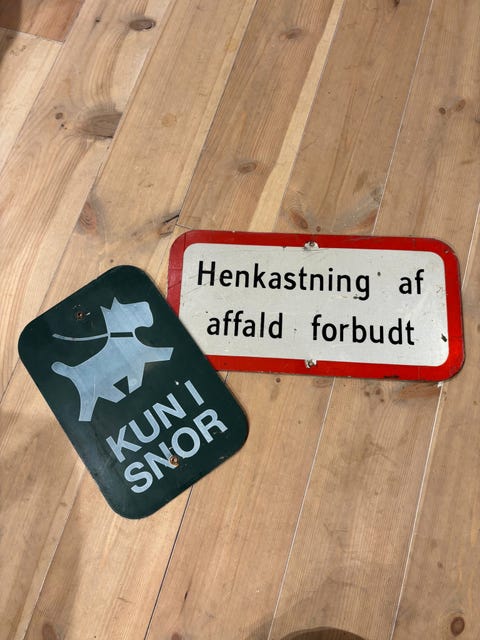 Henkastning af
affald forbudt
KUN I
SNOR